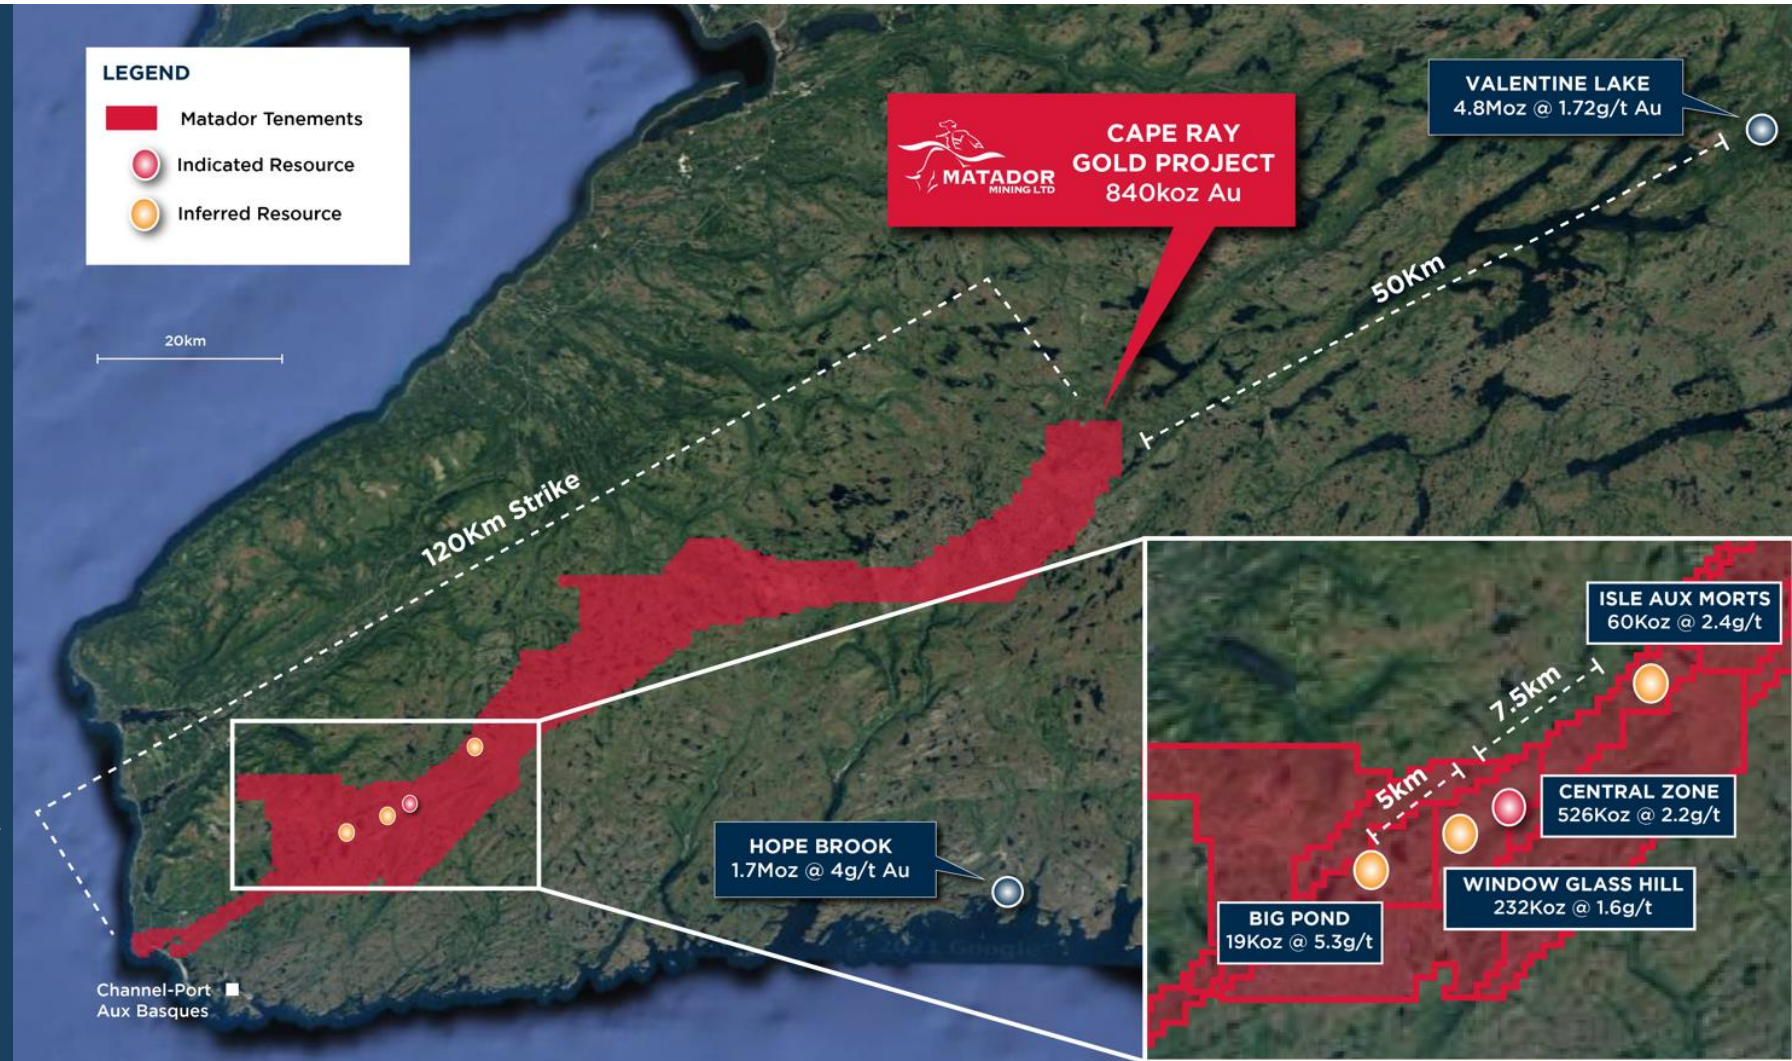 LEGEND
Matador Tenements
Indicated Resource
Inferred Resource
20km
MATADOR
MINING LTD
CAPE RAY
GOLD PROJECT
840koz Au
VALENTINE LAKE
4.8Moz @ 1.72g/t Au
50Km
120Km Strike
HOPE BROOK
1.7Moz @ 4g/t Au
© 2021 Google
Channel-Port
Aux Basques
ISLE AUX MORTS
60Koz @ 2.4g/t
7.5km
5km
CENTRAL ZONE
526Koz @ 2.2g/t
WINDOW GLASS HILL
232Koz @ 1.6g/t
BIG POND
19Koz @ 5.3g/t